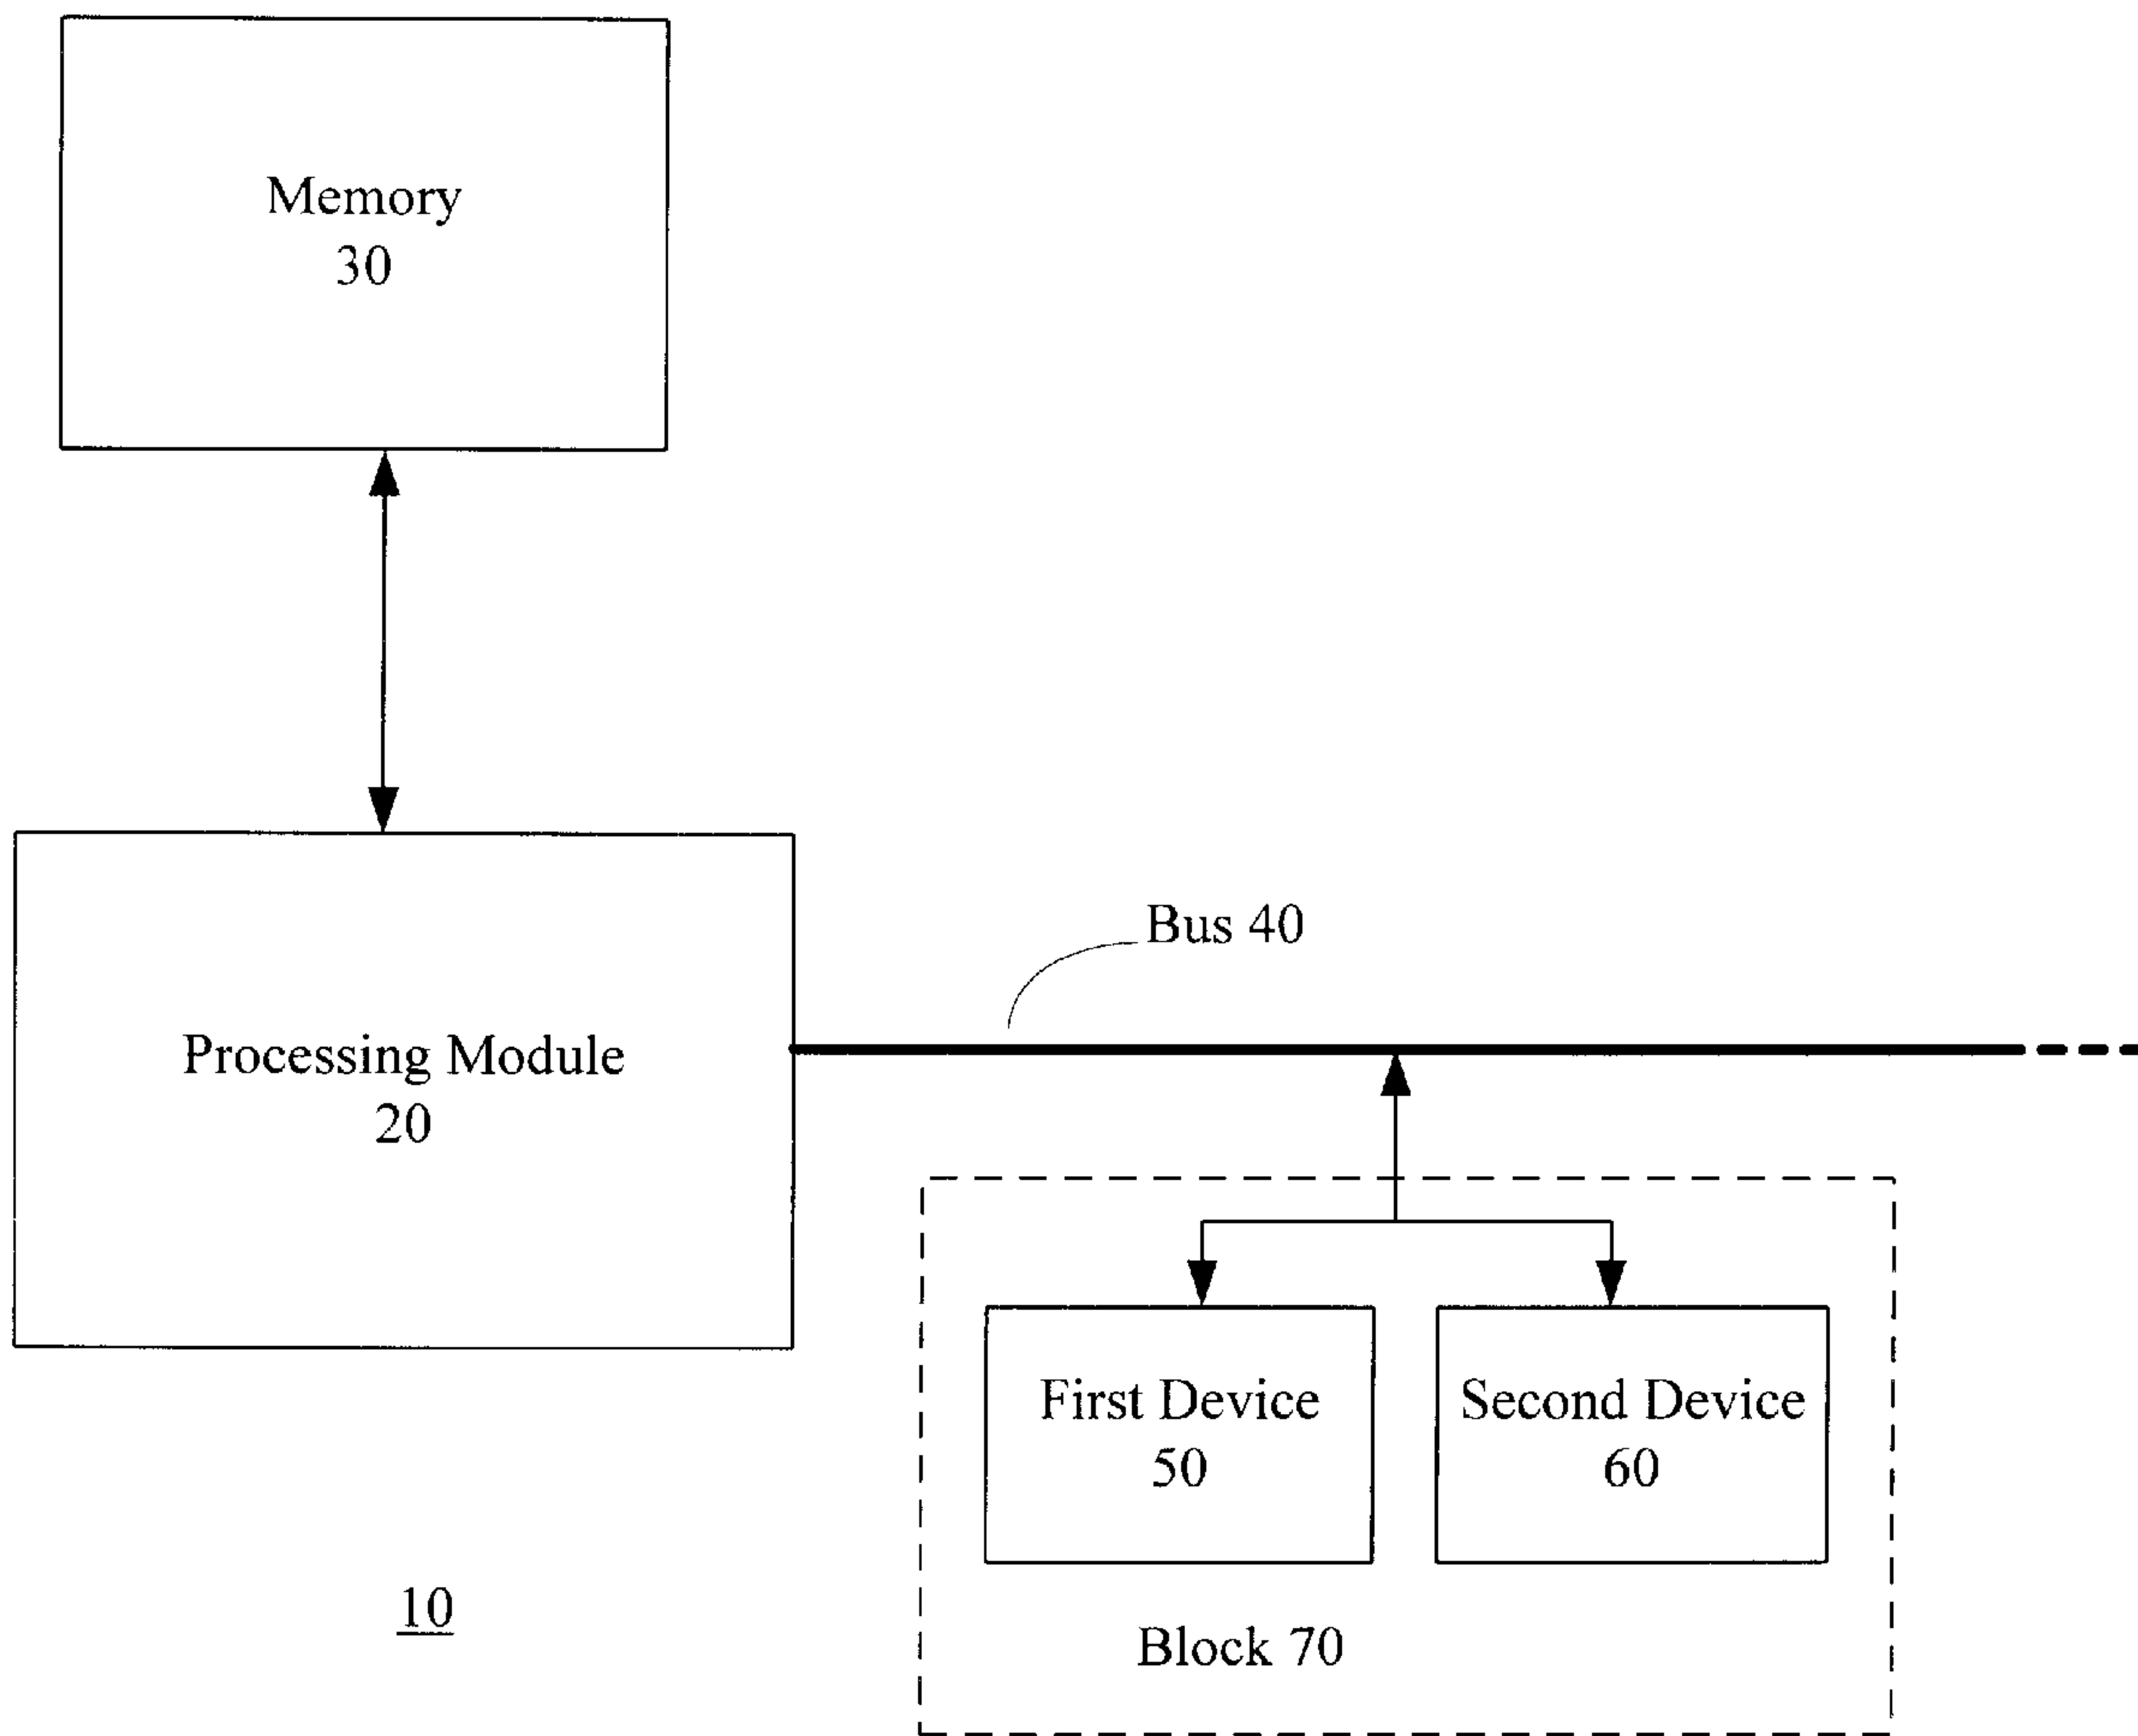 Memory
30
Bus 40
Processing Module
20
First Device
50
Second Device
60
10
Block 70